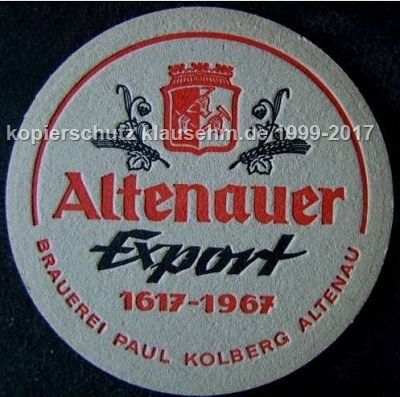 kopierschutz klausehm.de/1999-2017
Altenauer
Export
1617-1967
BRAUEREI PAUL KOLBERG ALTENAU